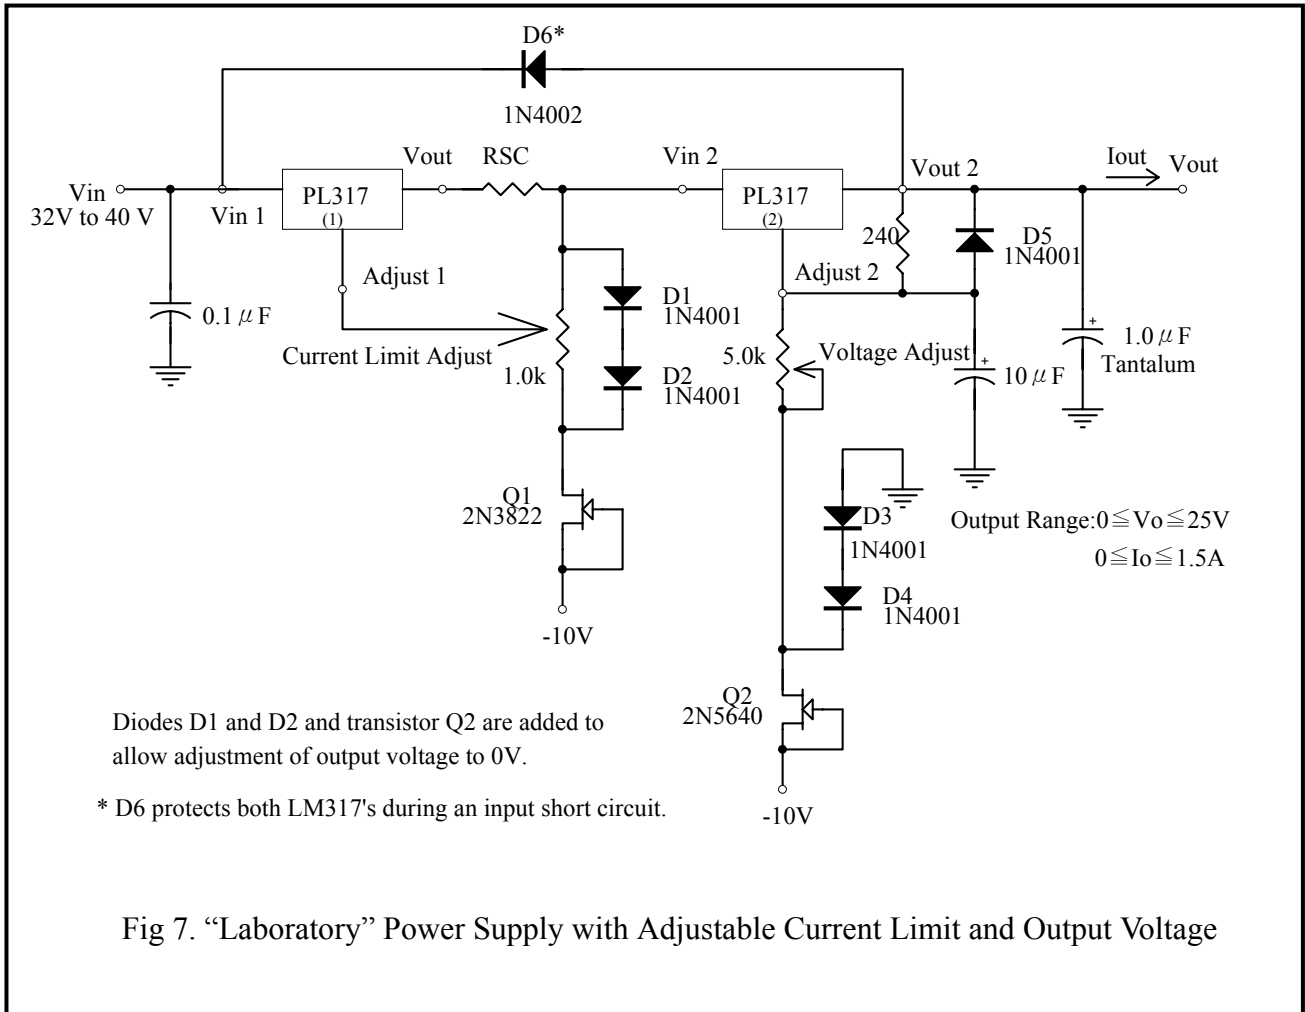 D6*
1N4002
Vout
RSC
Vin 2
Vout 2
Iout
Vout
Vin
32V to 40 V
Vin 1
PL317
(1)
PL317
(2)
240
D5
1N4001
Adjust 1
Adjust 2
0.1 μF
D1
1N4001
Current Limit Adjust
1.0k
D2
1N4001
5.0k
Voltage Adjust
+
10 μF
+
1.0 μF
Tantalum
Q1
2N3822
-10V
D3
1N4001
D4
1N4001
Output Range:0≦Vo≦25V
0≦Io≦1.5A
Q2
2N5640
-10V
Diodes D1 and D2 and transistor Q2 are added to
allow adjustment of output voltage to 0V.
* D6 protects both LM317's during an input short circuit.
Fig 7. “Laboratory” Power Supply with Adjustable Current Limit and Output Voltage